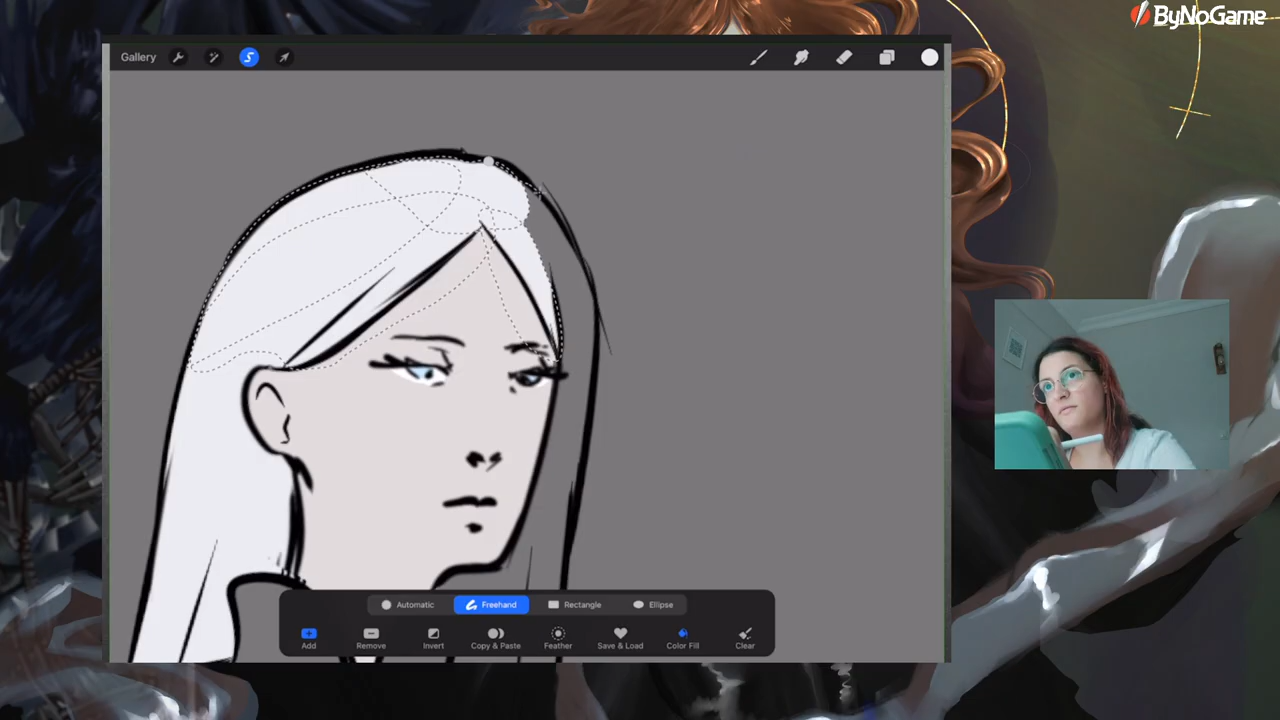 ByNoGame
Gallery
Automatic Freehand Rectangle Ellipse
Add Remove Invert Copy & Paste Feather Save & Load Color Fill Clear